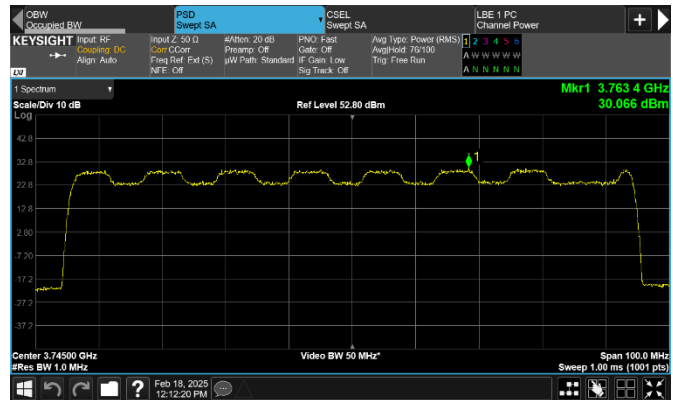 OBW
Occupied BW
PSD
Swept SA
CSEL
Swept SA
LBE 1 PC
Channel Power
KEYSIGHT
Input: RF
Coupling: DC
Align: Auto
Input Z: 50 Ω
Corr CCorr
Freq Ref: Ext (S)
NFE: Off
#Atten: 20 dB
Preamp: Off
µW Path: Standard
PNO: Fast
Gate: Off
IF Gain: Low
Sig Track: Off
Avg Type: Power (RMS)
Avg|Hold: 76/100
Trig: Free Run
1 2 3 4 5 6
A W W W W W
A N N N N N
LXI
1 Spectrum
Scale/Div 10 dB
Log
Ref Level 52.80 dBm
Mkr1 3.763 4 GHz
30.066 dBm
42.8
32.8
22.8
12.8
2.80
-7.20
-17.2
-27.2
-37.2
1
Center 3.74500 GHz
#Res BW 1.0 MHz
Video BW 50 MHz*
Span 100.0 MHz
Sweep 1.00 ms (1001 pts)
Feb 18, 2025
12:12:20 PM